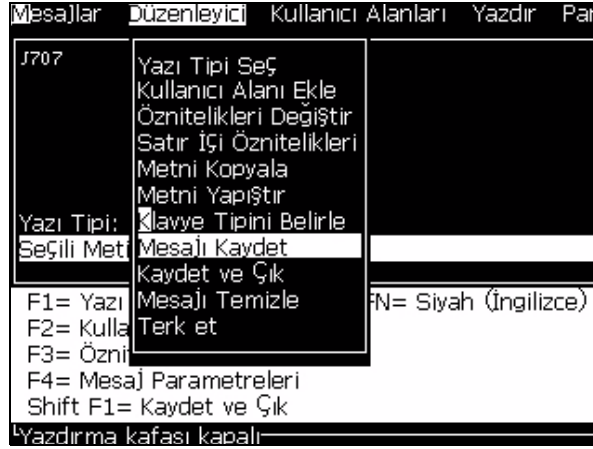 Mesajlar Düzenleyici Kullanıcı Alanları Yazdır Par
J707
Yazı Tipi Seç
Kullanıcı Alanı Ekle
Öznitelikleri Değiştir
Satır İçi Öznitelikleri
Metni Kopyala
Metni Yapıştır
Yazı Tipi: Klavye Tipini Belirle
Seçili Meti Mesajı Kaydet
Kaydet ve Çık
F1= Yazı Mesajı Temizle FN= Siyah (İngilizce)
F2= Kulla Terk et
F3= Özni
F4= Mesaj Parametreleri
Shift F1= Kaydet ve Çık
Yazdırma kafası kapalı